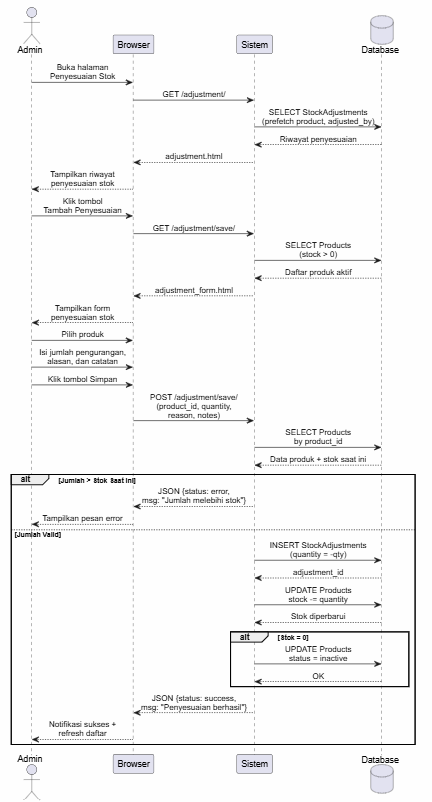 Admin
Browser
Sistem
Database
Buka halaman
Penyesuaian Stok
GET /adjustment/
SELECT StockAdjustments
(prefetch product, adjusted_by)
Riwayat penyesuaian
adjustment.html
Tampilkan riwayat
penyesuaian stok
Klik tombol
Tambah Penyesuaian
GET /adjustment/save/
SELECT Products
(stock > 0)
Daftar produk aktif
adjustment_form.html
Tampilkan form
penyesuaian stok
Pilih produk
Isi jumlah pengurangan,
alasan, dan catatan
Klik tombol Simpan
POST /adjustment/save/
(product_id, quantity,
reason, notes)
SELECT Products
by product_id
Data produk + stok saat ini
alt
[Jumlah > Stok Saat Ini]
JSON {status: error,
msg: "Jumlah melebihi stok"}
Tampilkan pesan error
[Jumlah Valid]
INSERT StockAdjustments
(quantity = -qty)
adjustment_id
UPDATE Products
stock -= quantity
Stok diperbarui
alt
[Stok = 0]
UPDATE Products
status = inactive
OK
JSON {status: success,
msg: "Penyesuaian berhasil"}
Notifikasi sukses +
refresh daftar
Admin
Browser
Sistem
Database